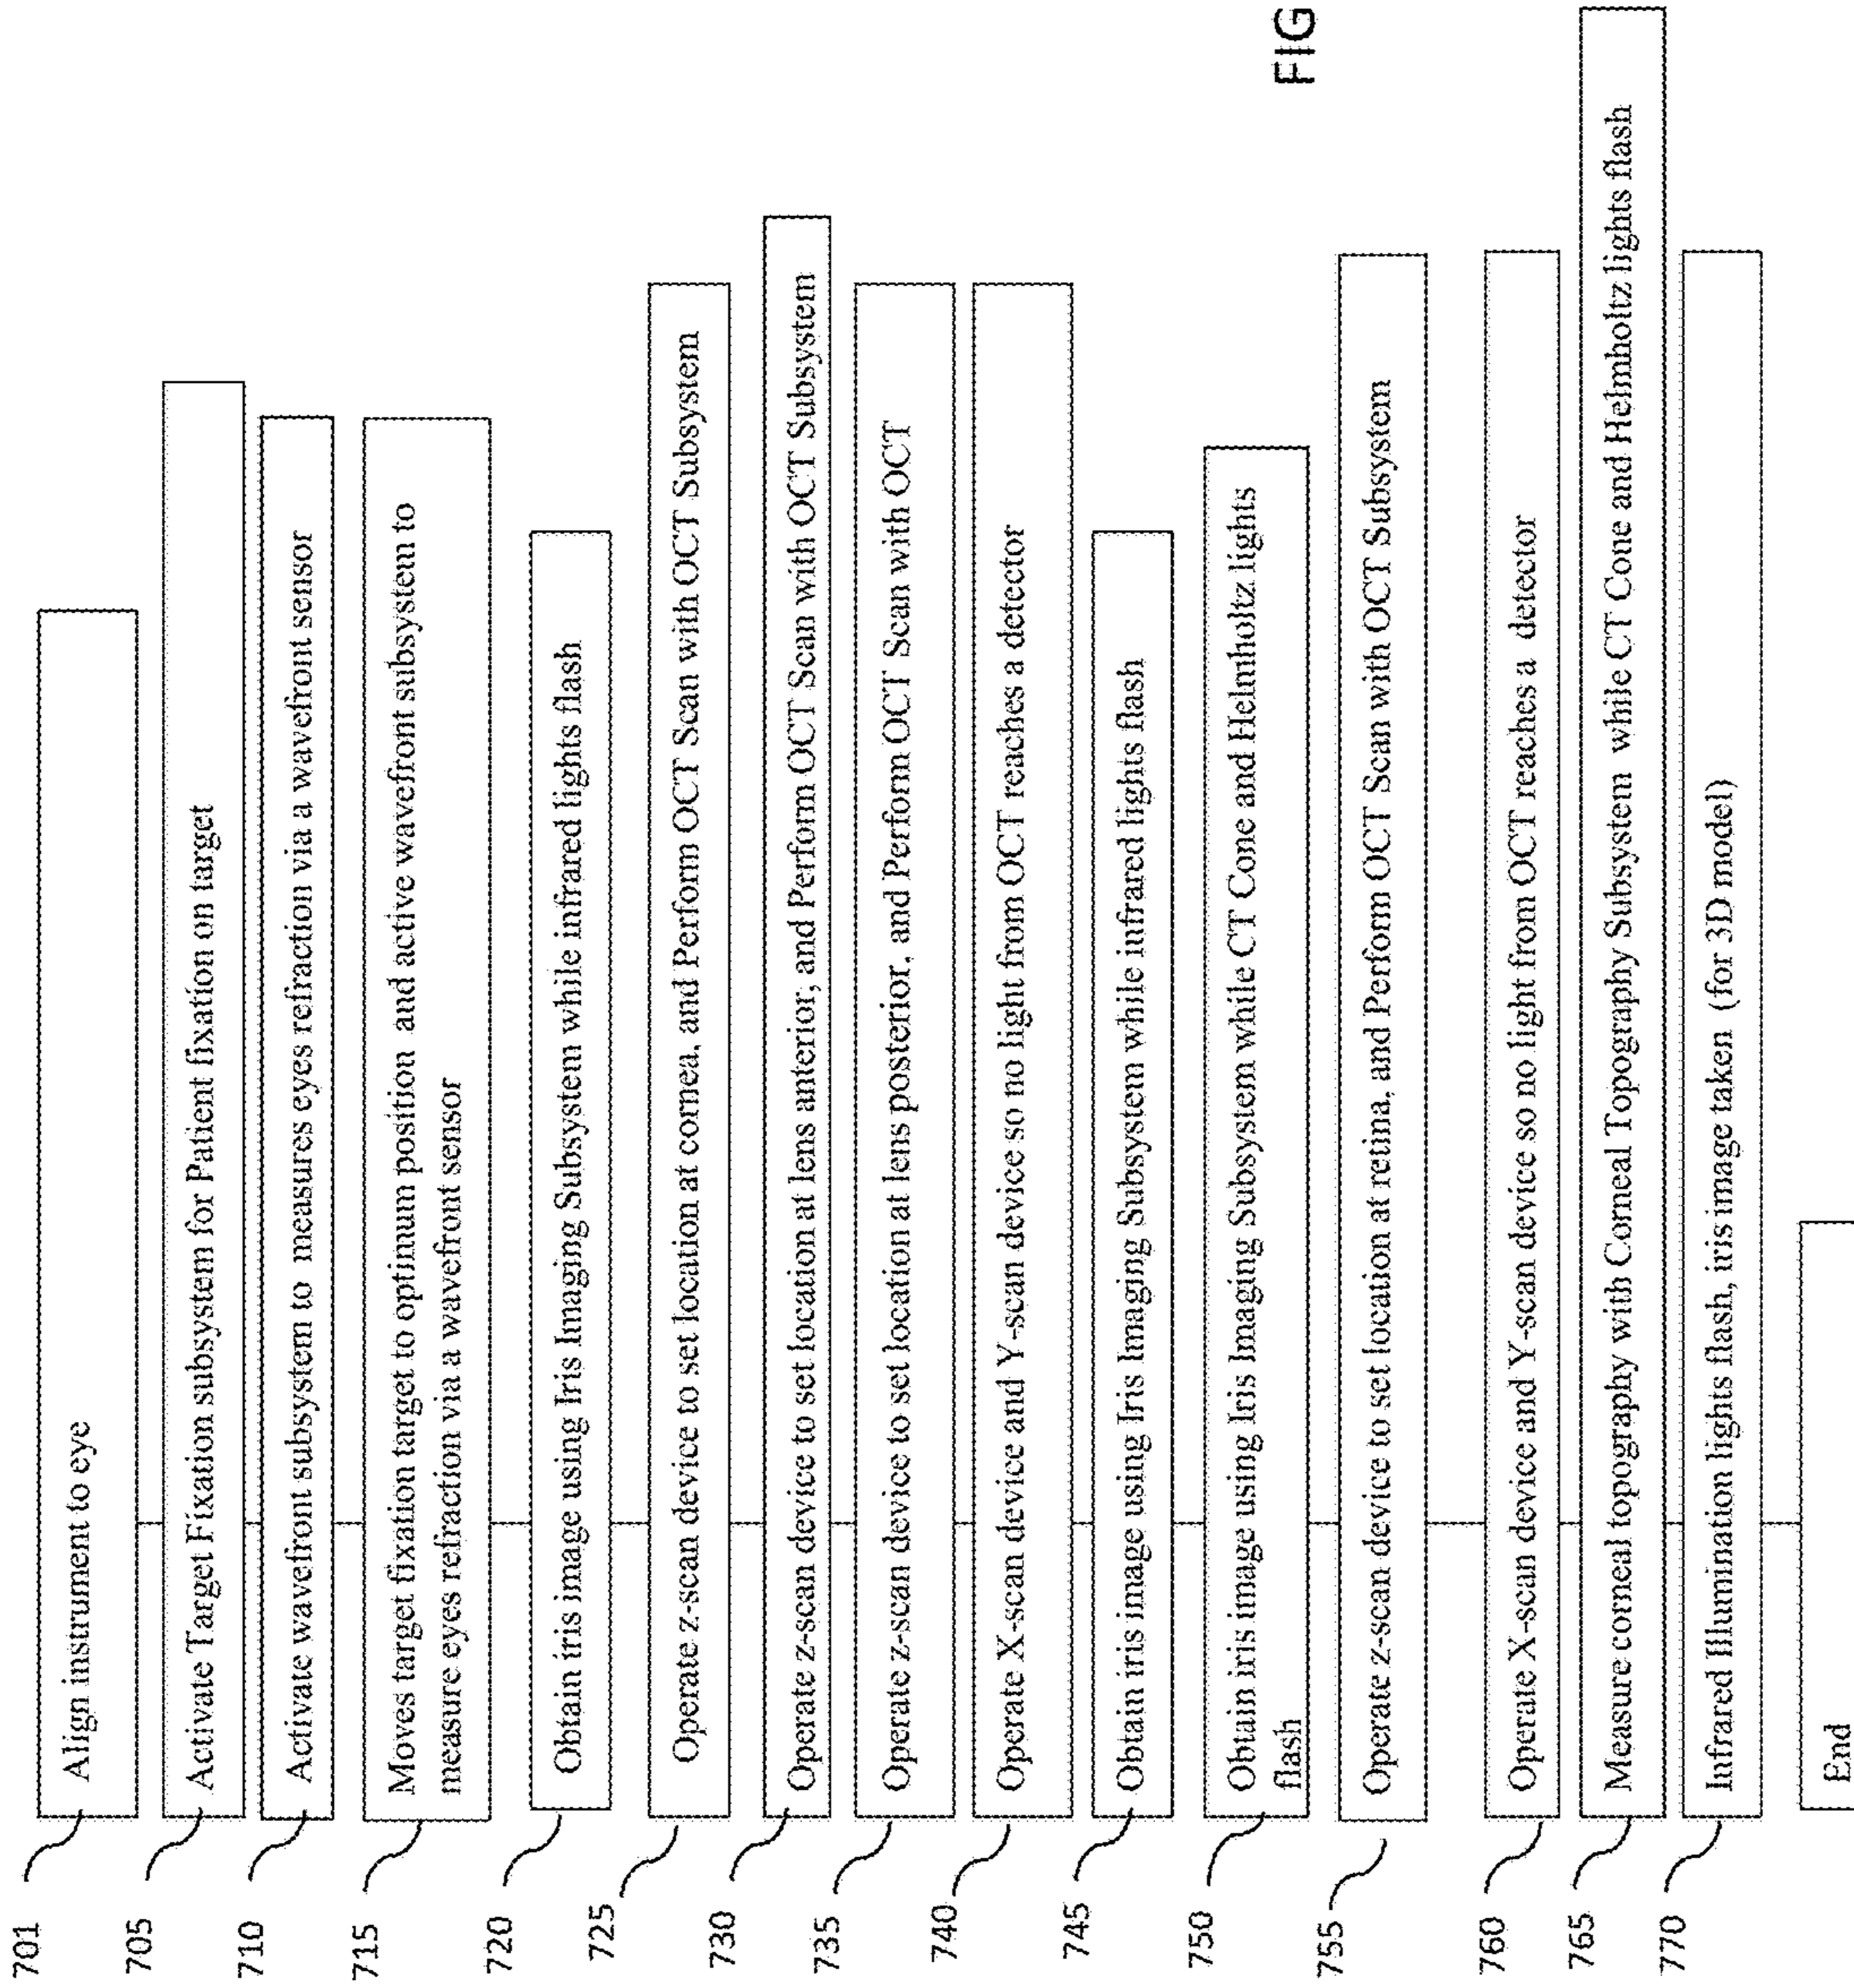 701
Align instrument to eye
705
Activate Target Fixation subsystem for Patient fixation on target
710
Activate wavefront subsystem to measures eyes refraction via a wavefront sensor
715
Moves target fixation target to optimum position and active wavefront subsystem to
measure eyes refraction via a wavefront sensor
720
Obtain iris image using Iris Imaging Subsystem while infrared lights flash
725
Operate z-scan device to set location at cornea, and Perform OCT Scan with OCT Subsystem
730
Operate z-scan device to set location at lens anterior, and Perform OCT Scan with OCT Subsystem
735
Operate z-scan device to set location at lens posterior, and Perform OCT Scan with OCT
740
Operate X-scan device and Y-scan device so no light from OCT reaches a detector
745
Obtain iris image using Iris Imaging Subsystem while infrared lights flash
750
Obtain iris image using Iris Imaging Subsystem while CT Cone and Helmholtz lights
flash
755
Operate z-scan device to set location at retina, and Perform OCT Scan with OCT Subsystem
760
Operate X-scan device and Y-scan device so no light from OCT reaches a detector
765
Measure corneal topography with Corneal Topography Subsystem while CT Cone and Helmholtz lights flash
770
Infrared Illumination lights flash, iris image taken (for 3D model)
End
FIG